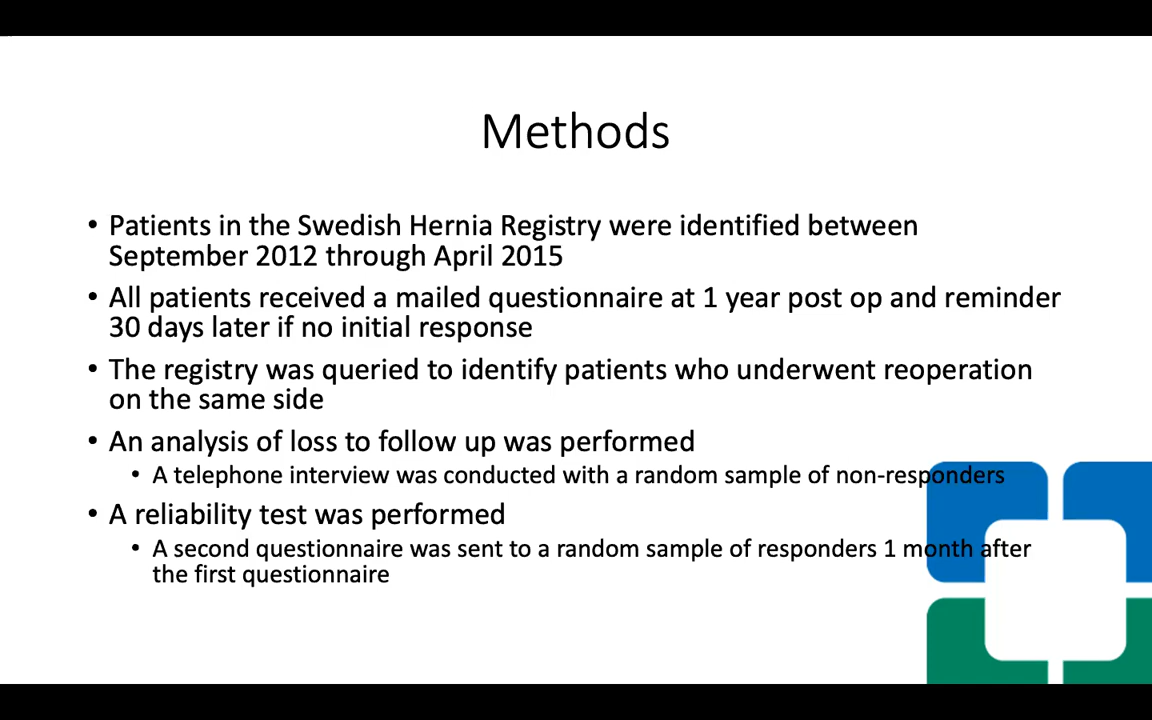 Methods
• Patients in the Swedish Hernia Registry were identified between
September 2012 through April 2015
• All patients received a mailed questionnaire at 1 year post op and reminder
30 days later if no initial response
• The registry was queried to identify patients who underwent reoperation
on the same side
• An analysis of loss to follow up was performed
• A telephone interview was conducted with a random sample of non-responders
• A reliability test was performed
• A second questionnaire was sent to a random sample of responders 1 month after
the first questionnaire